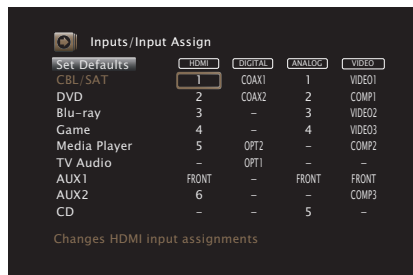 Inputs/Input Assign
Set Defaults HDMI DIGITAL ANALOG VIDEO
CBL/SAT 1 COAX1 1 VIDEO1
DVD 2 COAX2 2 COMP1
Blu-ray 3 – 3 VIDEO2
Game 4 – 4 VIDEO3
Media Player 5 OPT2 – COMP2
TV Audio – OPT1 – –
AUX1 FRONT – FRONT FRONT
AUX2 6 – – COMP3
CD – – 5 –
Changes HDMI input assignments